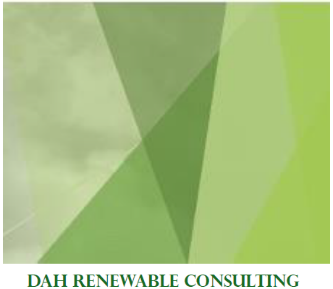 DAH RENEWABLE CONSULTING